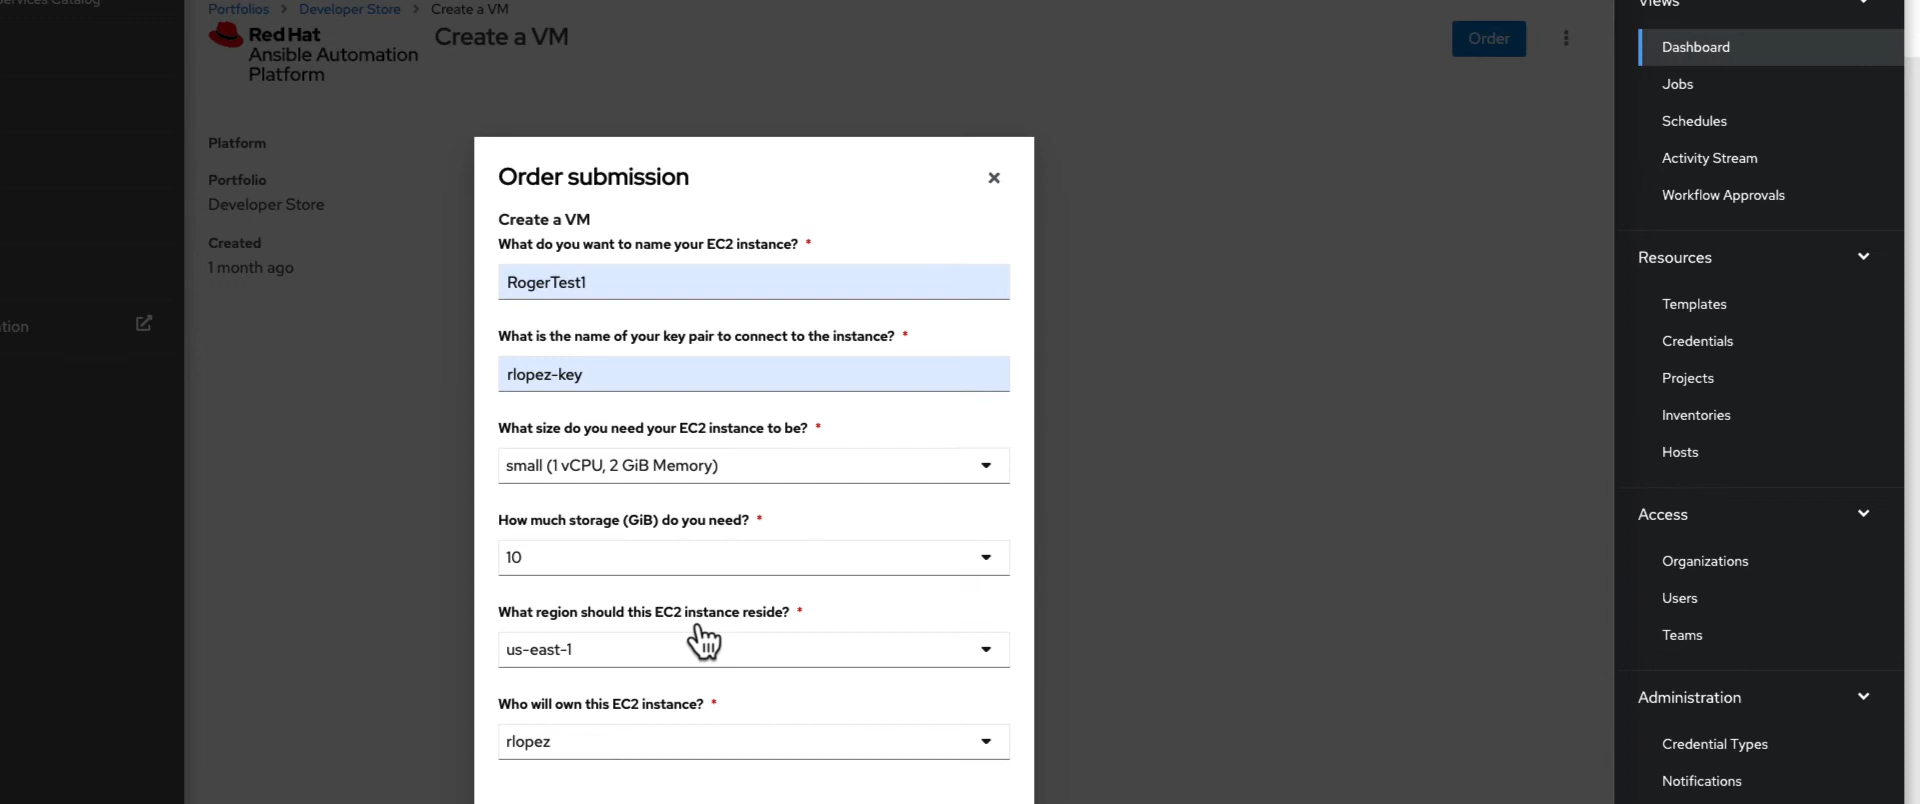 Services Catalog
Portfolios > Developer Store > Create a VM
Red Hat
Ansible Automation
Platform
Create a VM
Order
Platform
Portfolio
Developer Store
Created
1 month ago
Order submission
×
Create a VM
What do you want to name your EC2 instance? *
RogerTest1
What is the name of your key pair to connect to the instance? *
rlopez-key
What size do you need your EC2 instance to be? *
small (1 vCPU, 2 GiB Memory)
How much storage (GiB) do you need? *
10
What region should this EC2 instance reside? *
us-east-1
Who will own this EC2 instance? *
rlopez
Views
Dashboard
Jobs
Schedules
Activity Stream
Workflow Approvals
Resources
Templates
Credentials
Projects
Inventories
Hosts
Access
Organizations
Users
Teams
Administration
Credential Types
Notifications